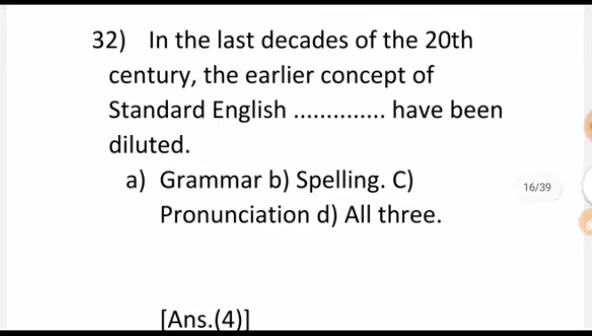 32) In the last decades of the 20th
century, the earlier concept of
Standard English .............. have been
diluted.
a) Grammar b) Spelling. C)
16/39
Pronunciation d) All three.
[Ans.(4)]